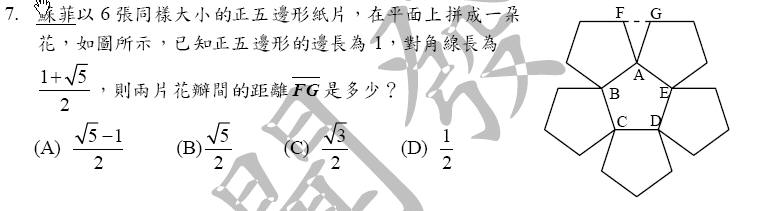 7. 蘇菲以 6 張同樣大小的正五邊形紙片，在平面上拼成一朵
花，如圖所示，已知正五邊形的邊長為 1，對角線長為
(1+√5)/2，則兩片花瓣間的距離 FG 是多少？
(A) (√5−1)/2 (B) √5/2 (C) √3/2 (D) 1/2
F G
A
B E
C D